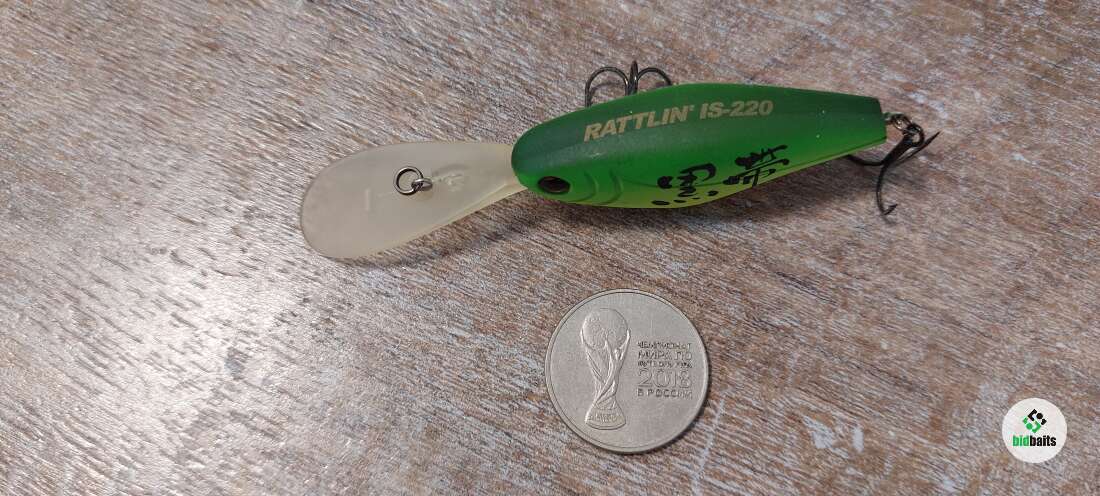 RATTLIN' IS-220
ЧЕМПИОНАТ
МИРА ПО
ФУТБОЛУ FIFA
2018
В РОССИИ
bidbaits